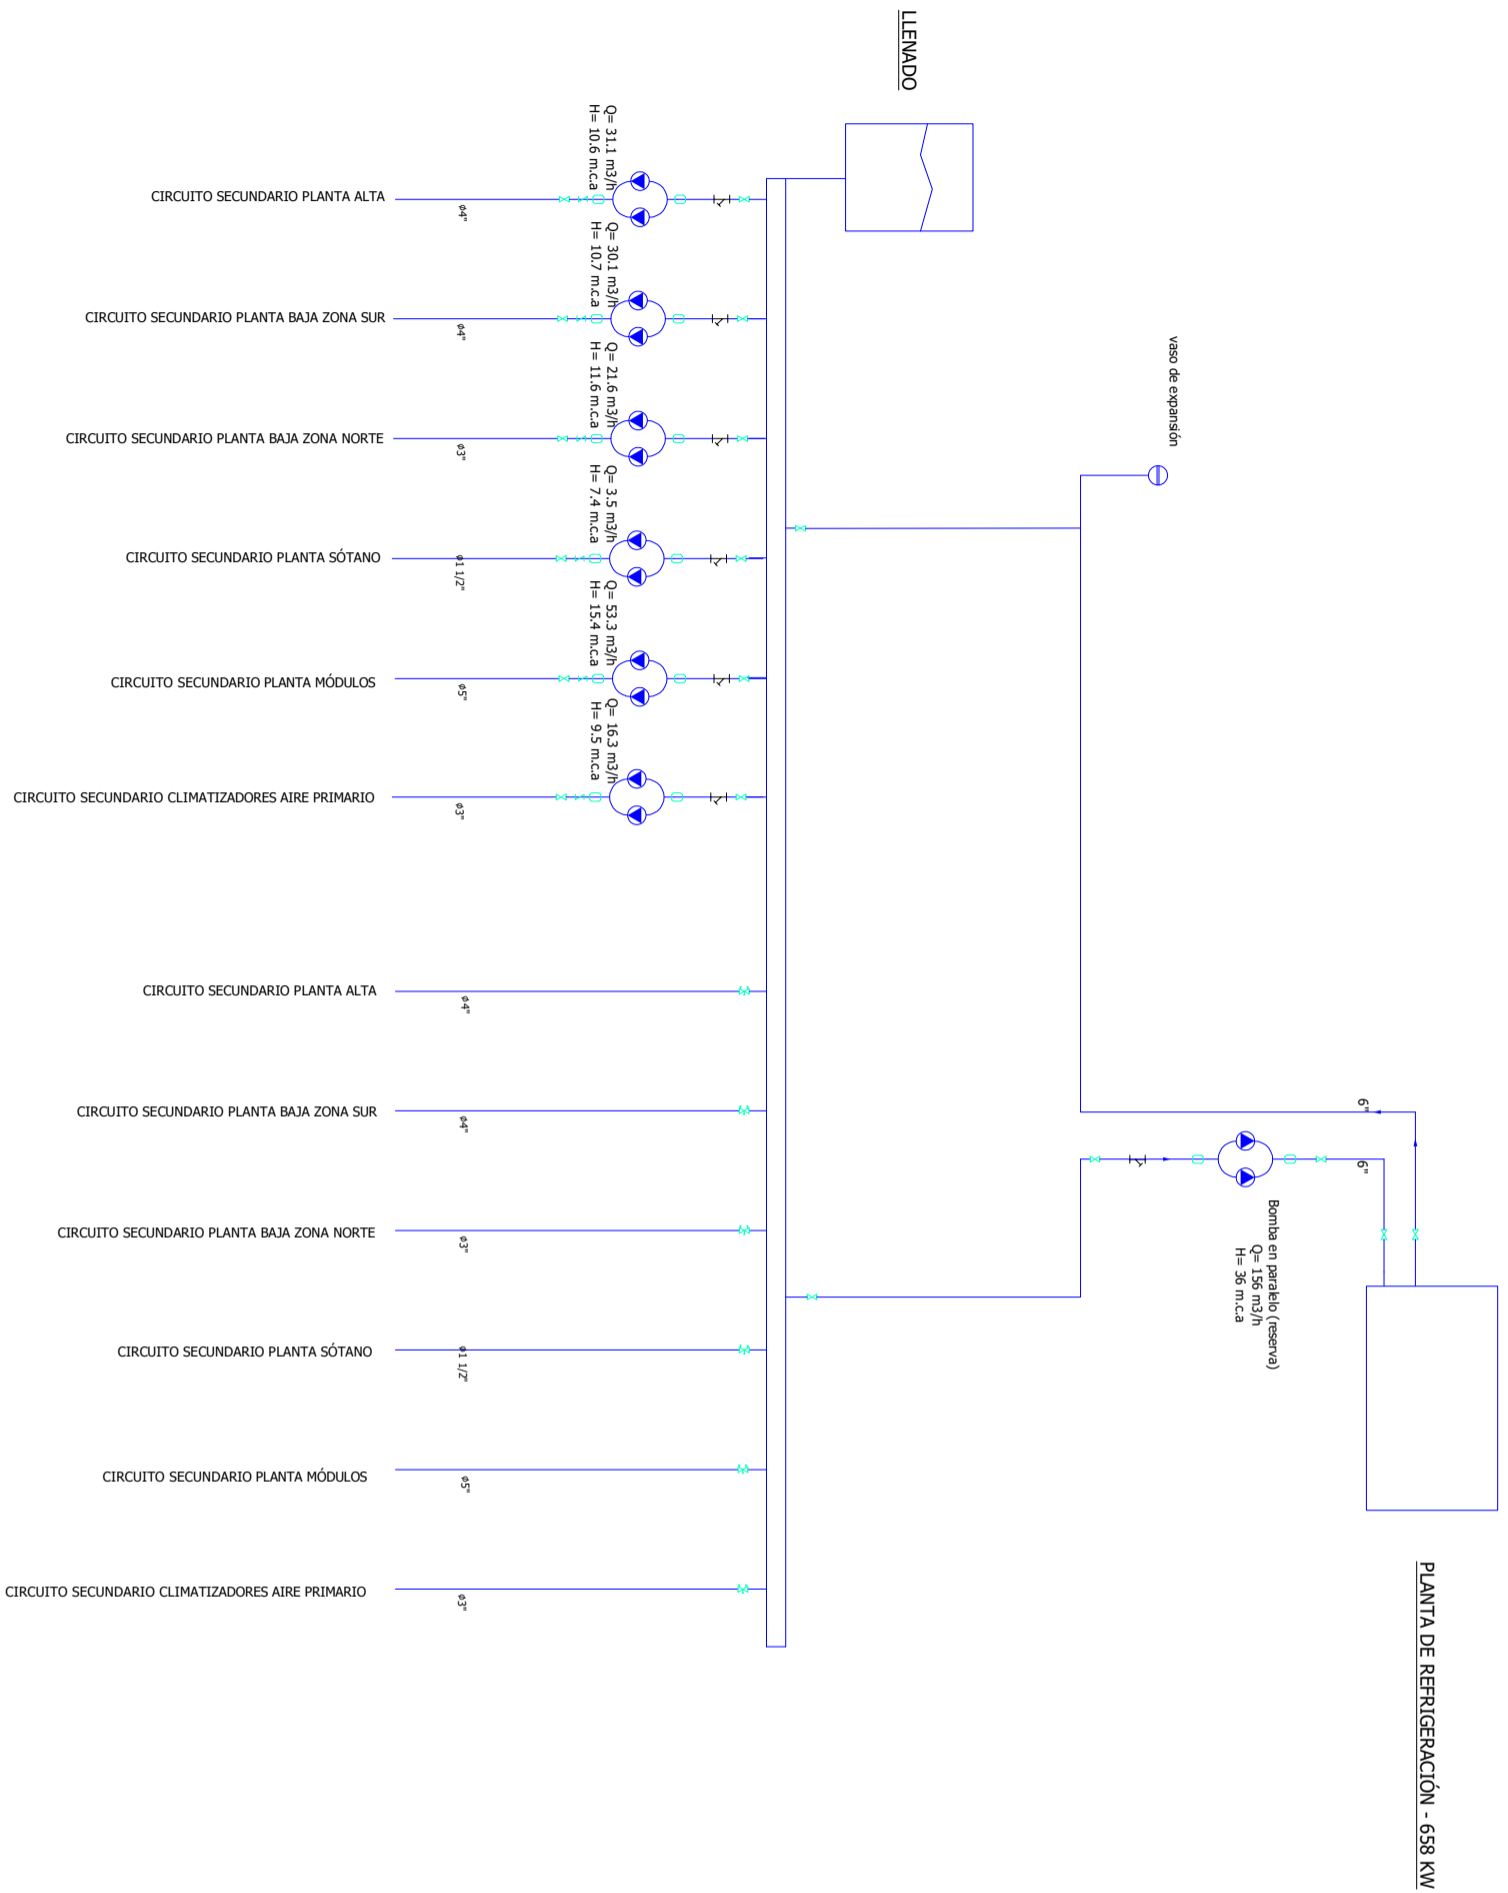 LLENADO
Q= 31.1 m3/h
H= 10.6 m.c.a
CIRCUITO SECUNDARIO PLANTA ALTA
ø4"
Q= 30.1 m3/h
H= 10.7 m.c.a
CIRCUITO SECUNDARIO PLANTA BAJA ZONA SUR
ø4"
vaso de expansión
Q= 21.6 m3/h
H= 11.6 m.c.a
CIRCUITO SECUNDARIO PLANTA BAJA ZONA NORTE
ø3"
Q= 3.5 m3/h
H= 7.4 m.c.a
CIRCUITO SECUNDARIO PLANTA SÓTANO
ø1 1/2"
Q= 53.3 m3/h
H= 15.4 m.c.a
CIRCUITO SECUNDARIO PLANTA MÓDULOS
ø5"
Q= 16.3 m3/h
H= 9.5 m.c.a
CIRCUITO SECUNDARIO CLIMATIZADORES AIRE PRIMARIO
ø3"
CIRCUITO SECUNDARIO PLANTA ALTA
ø4"
6"
6"
CIRCUITO SECUNDARIO PLANTA BAJA ZONA SUR
ø4"
Bomba en paralelo (reserva)
Q= 156 m3/h
H= 36 m.c.a
CIRCUITO SECUNDARIO PLANTA BAJA ZONA NORTE
ø3"
CIRCUITO SECUNDARIO PLANTA SÓTANO
ø1 1/2"
CIRCUITO SECUNDARIO PLANTA MÓDULOS
ø5"
CIRCUITO SECUNDARIO CLIMATIZADORES AIRE PRIMARIO
ø3"
PLANTA DE REFRIGERACIÓN - 658 KW